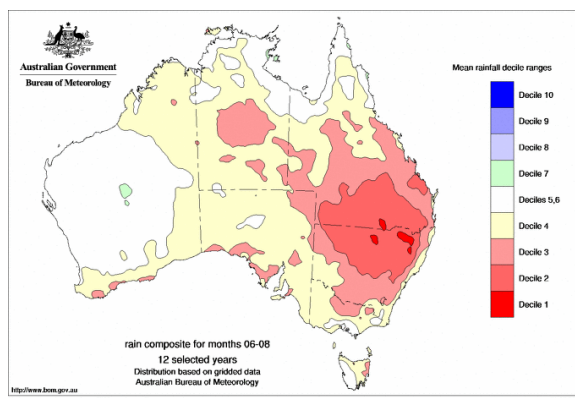 Australian Government
Bureau of Meteorology
Mean rainfall decile ranges
Decile 10
Decile 9
Decile 8
Decile 7
Deciles 5,6
Decile 4
Decile 3
Decile 2
Decile 1
rain composite for months 06-08
12 selected years
Distribution based on gridded data
Australian Bureau of Meteorology
http://www.bom.gov.au